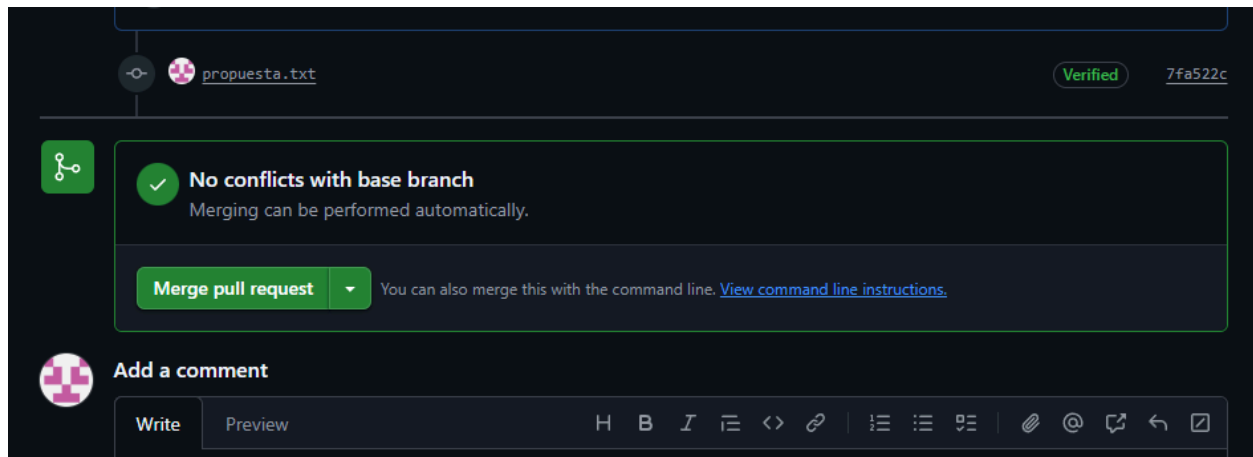 propuesta.txt Verified 7fa522c
No conflicts with base branch
Merging can be performed automatically.
Merge pull request You can also merge this with the command line. View command line instructions.
Add a comment
Write Preview